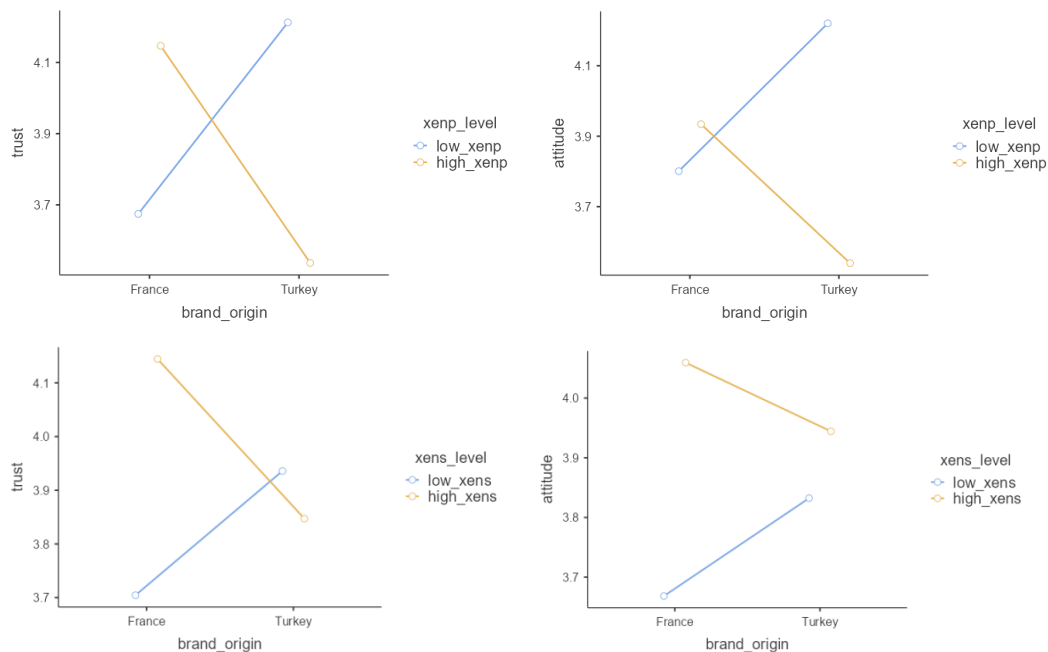 4.1
3.9
3.7
trust
France
Turkey
brand_origin
xenp_level
low_xenp
high_xenp
4.1
3.9
3.7
attitude
France
Turkey
brand_origin
xenp_level
low_xenp
high_xenp
4.1
4.0
3.9
3.8
3.7
trust
France
Turkey
brand_origin
xens_level
low_xens
high_xens
4.0
3.9
3.8
3.7
attitude
France
Turkey
brand_origin
xens_level
low_xens
high_xens